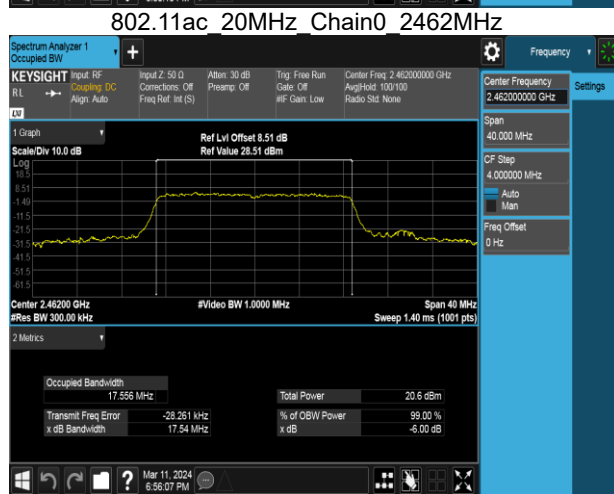 802.11ac_20MHz_Chain0_2462MHz
Spectrum Analyzer 1
Occupied BW
Frequency
KEYSIGHT
R L
LXI
Input: RF
Coupling: DC
Align: Auto
Input Z: 50 Ω
Corrections: Off
Freq Ref: Int (S)
Atten: 30 dB
Preamp: Off
Trig: Free Run
Gate: Off
#IF Gain: Low
Center Freq: 2.462000000 GHz
Avg|Hold: 100/100
Radio Std: None
Center Frequency
2.462000000 GHz
Settings
Span
40.000 MHz
CF Step
4.000000 MHz
Auto
Man
Freq Offset
0 Hz
1 Graph
Scale/Div 10.0 dB
Ref Lvl Offset 8.51 dB
Ref Value 28.51 dBm
Log
18.5
8.51
-1.49
-11.5
-21.5
-31.5
-41.5
-51.5
-61.5
Center 2.46200 GHz
#Video BW 1.0000 MHz
Span 40 MHz
#Res BW 300.00 kHz
Sweep 1.40 ms (1001 pts)
2 Metrics
Occupied Bandwidth
17.556 MHz
Total Power
20.6 dBm
Transmit Freq Error
-28.261 kHz
% of OBW Power
99.00 %
x dB Bandwidth
17.54 MHz
x dB
-6.00 dB
?
Mar 11, 2024
6:56:07 PM